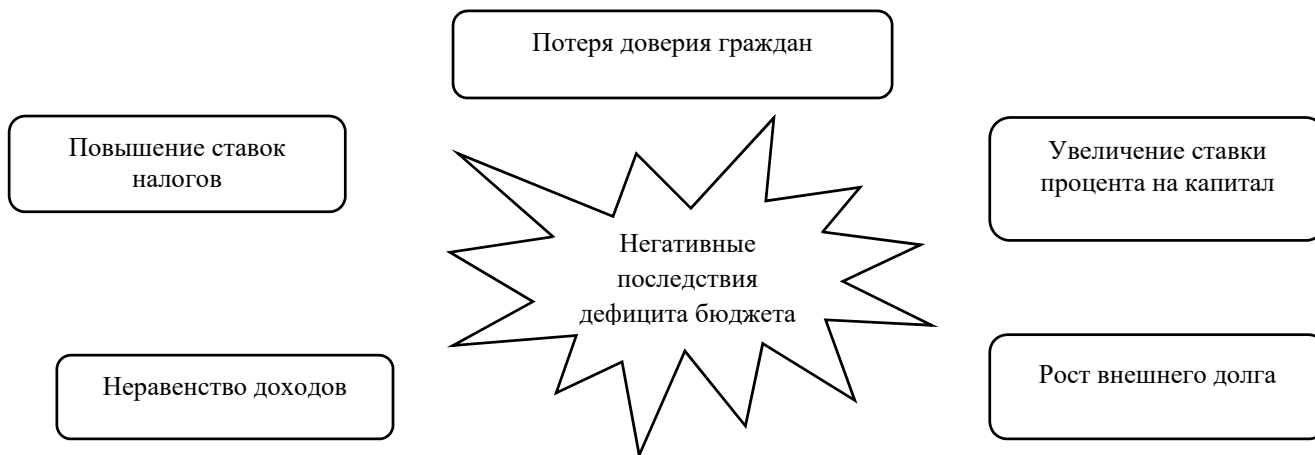 Потеря доверия граждан
Повышение ставок
налогов
Увеличение ставки
процента на капитал
Негативные
последствия
дефицита бюджета
Неравенство доходов
Рост внешнего долга